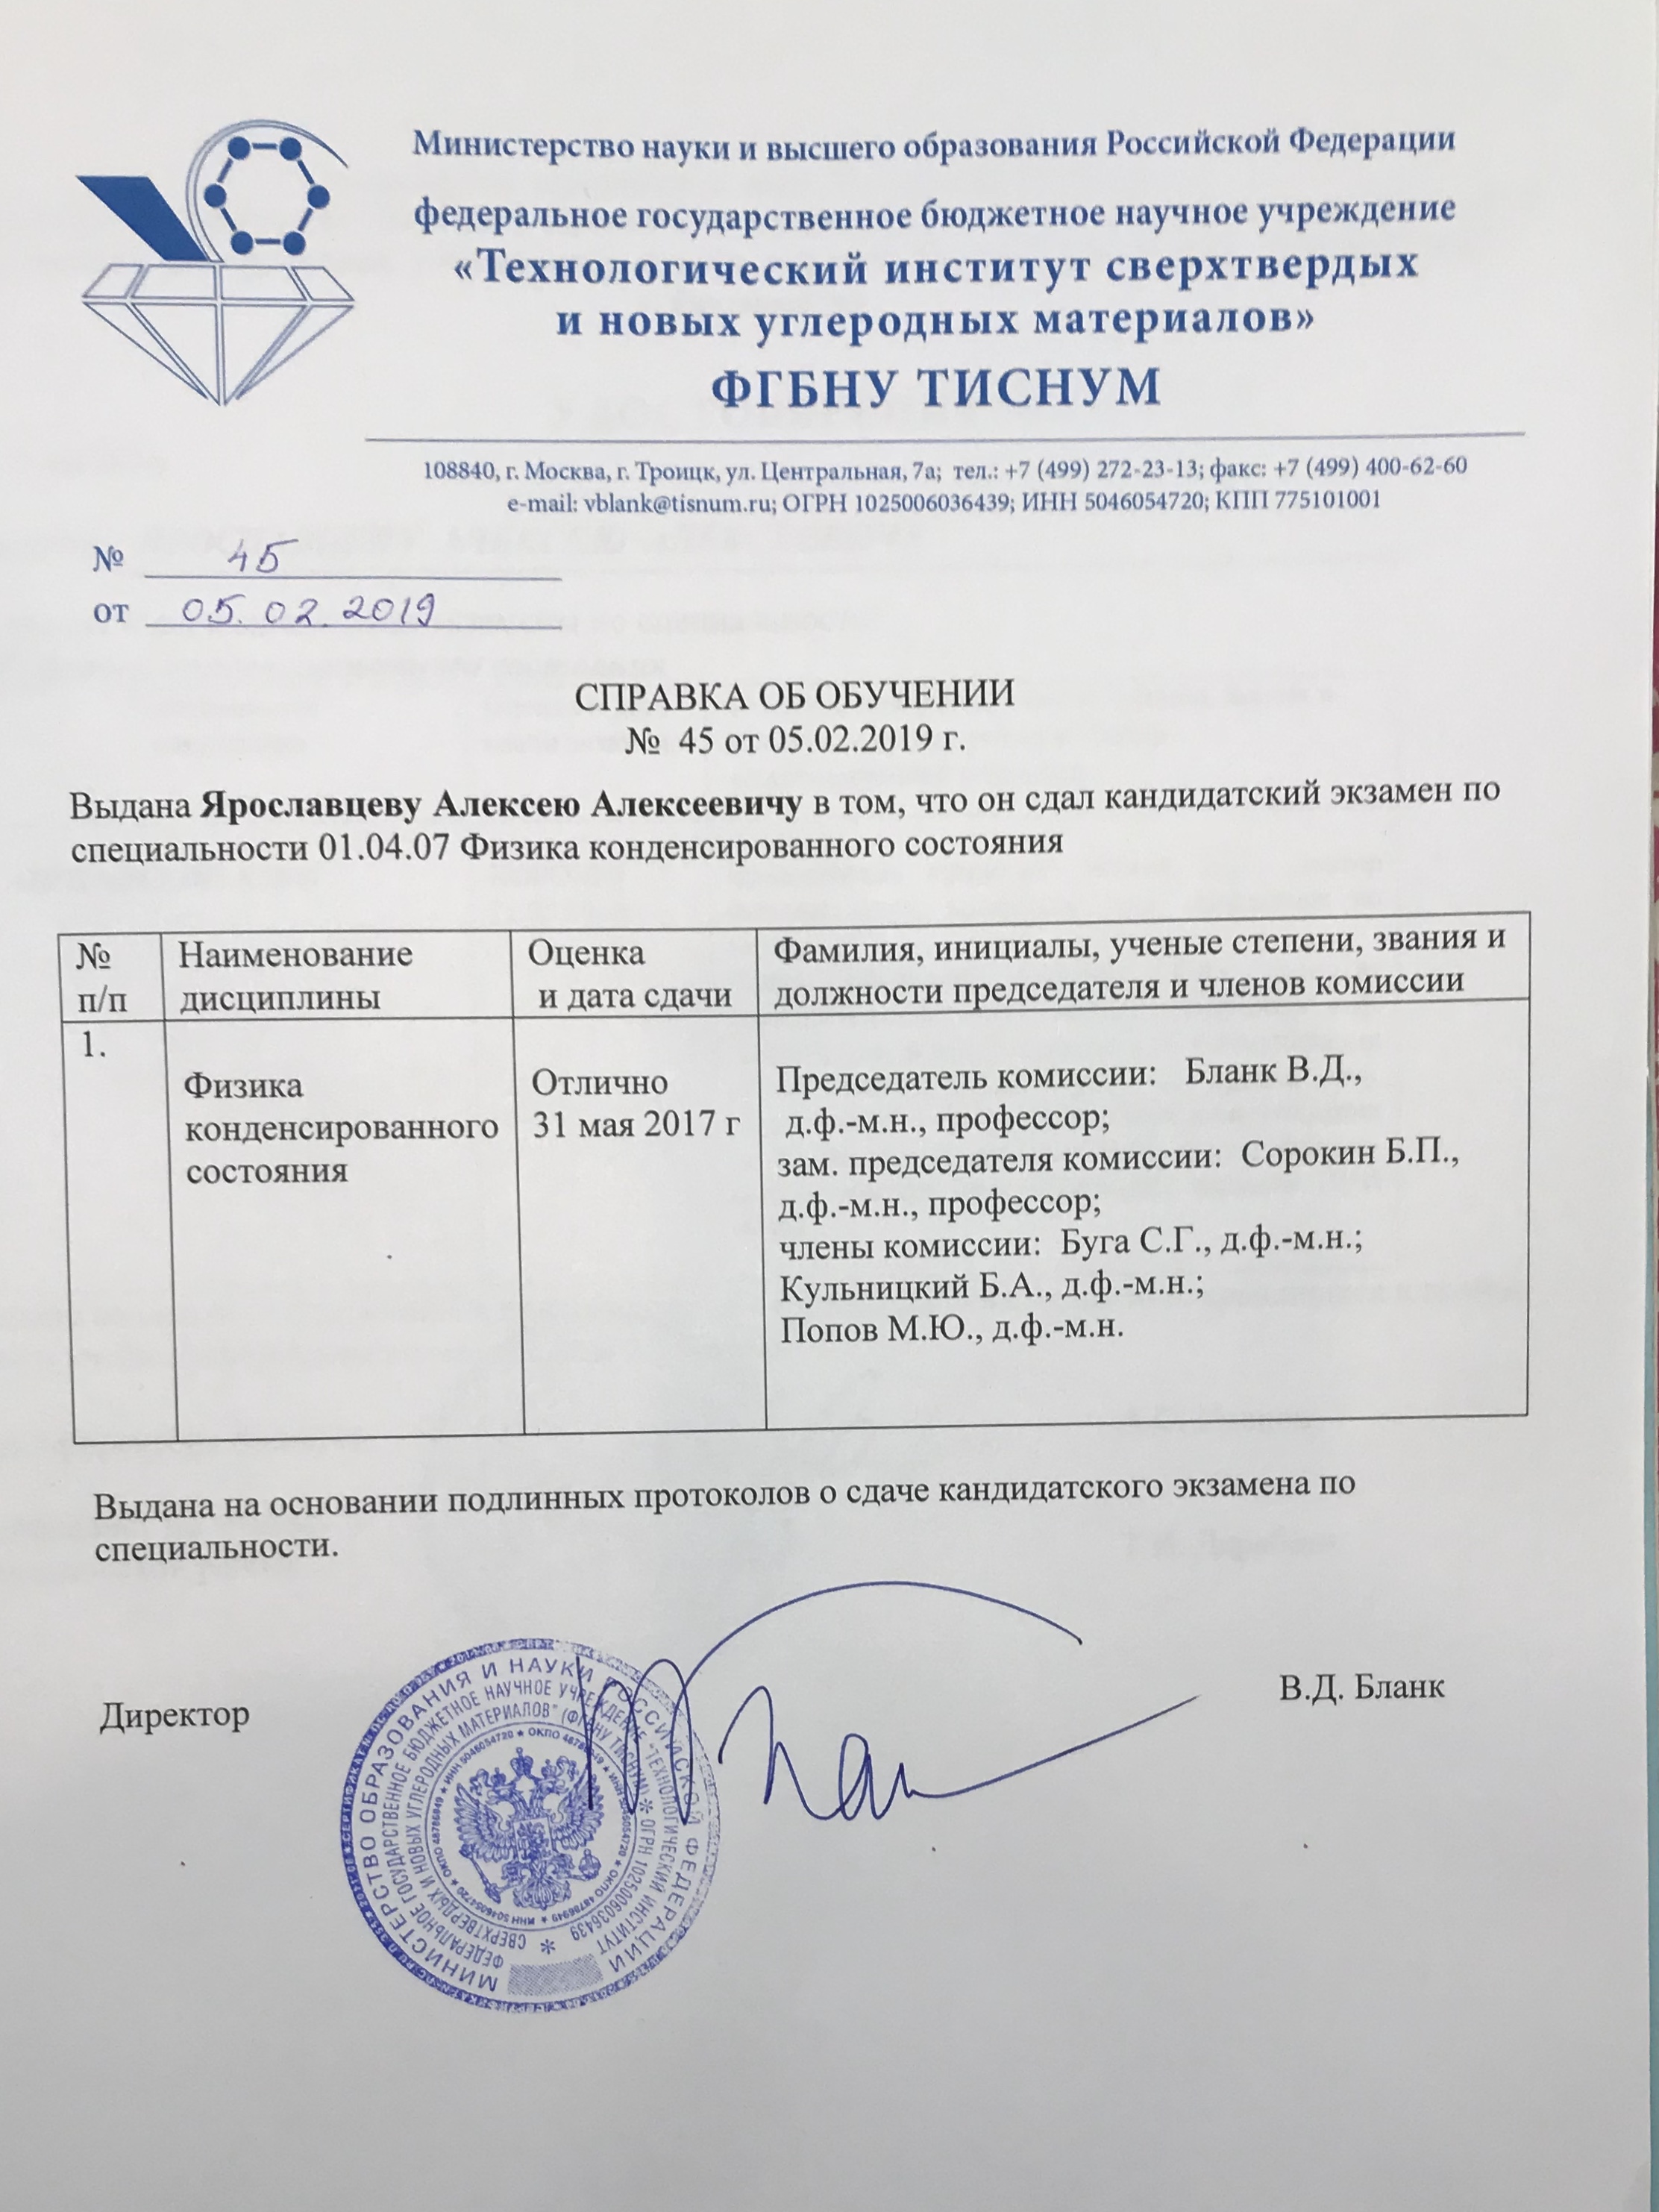 Министерство науки и высшего образования Российской Федерации
федеральное государственное бюджетное научное учреждение
«Технологический институт сверхтвердых
и новых углеродных материалов»
ФГБНУ ТИСНУМ
108840, г. Москва, г. Троицк, ул. Центральная, 7а; тел.: +7 (499) 272-23-13; факс: +7 (499) 400-62-60
e-mail: vblank@tisnum.ru; ОГРН 1025006036439; ИНН 5046054720; КПП 775101001
№ 45
от 05.02.2019
СПРАВКА ОБ ОБУЧЕНИИ
№ 45 от 05.02.2019 г.
Выдана Ярославцеву Алексею Алексеевичу в том, что он сдал кандидатский экзамен по
специальности 01.04.07 Физика конденсированного состояния
№ п/п
Наименование
дисциплины
Оценка
и дата сдачи
Фамилия, инициалы, ученые степени, звания и
должности председателя и членов комиссии
1.
Физика
конденсированного
состояния
Отлично
31 мая 2017 г
Председатель комиссии: Бланк В.Д.,
д.ф.-м.н., профессор;
зам. председателя комиссии: Сорокин Б.П.,
д.ф.-м.н., профессор;
члены комиссии: Буга С.Г., д.ф.-м.н.;
Кульницкий Б.А., д.ф.-м.н.;
Попов М.Ю., д.ф.-м.н.
Выдана на основании подлинных протоколов о сдаче кандидатского экзамена по
специальности.
Директор
В.Д. Бланк
МИНИСТЕРСТВО ОБРАЗОВАНИЯ И НАУКИ РОССИЙСКОЙ ФЕДЕРАЦИИ
ФЕДЕРАЛЬНОЕ ГОСУДАРСТВЕННОЕ БЮДЖЕТНОЕ НАУЧНОЕ УЧРЕЖДЕНИЕ "ТЕХНОЛОГИЧЕСКИЙ ИНСТИТУТ
СВЕРХТВЕРДЫХ И НОВЫХ УГЛЕРОДНЫХ МАТЕРИАЛОВ" (ФГБНУ ТИСНУМ) * ОГРН 1025006036439 *